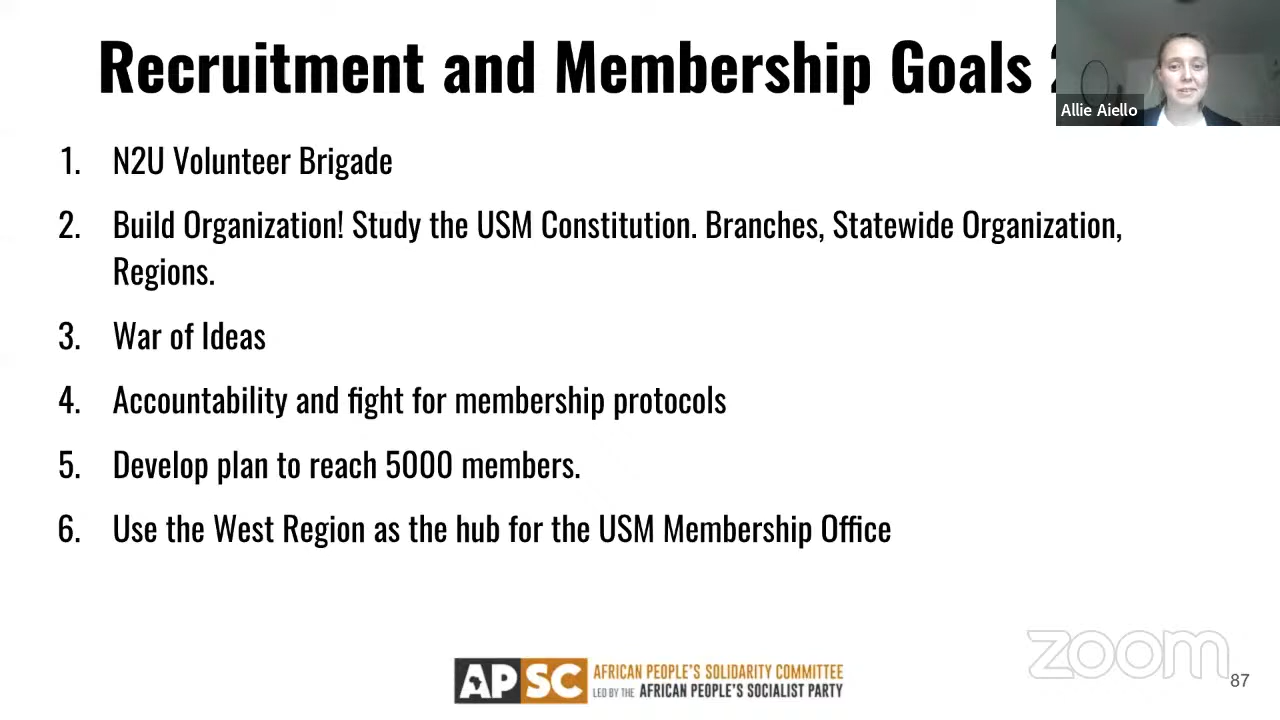 Recruitment and Membership Goals
Allie Aiello
1. N2U Volunteer Brigade
2. Build Organization! Study the USM Constitution. Branches, Statewide Organization,
Regions.
3. War of Ideas
4. Accountability and fight for membership protocols
5. Develop plan to reach 5000 members.
6. Use the West Region as the hub for the USM Membership Office
zoom
APSC AFRICAN PEOPLE'S SOLIDARITY COMMITTEE
LED BY THE AFRICAN PEOPLE'S SOCIALIST PARTY
87